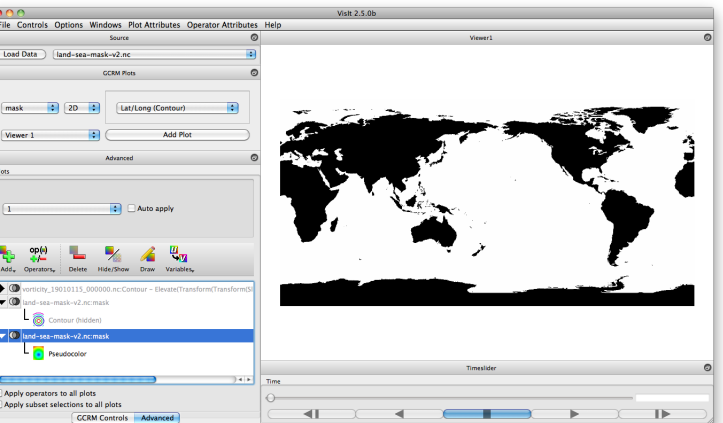 VisIt 2.5.0b
File Controls Options Windows Plot Attributes Operator Attributes Help
Source
Load Data land-sea-mask-v2.nc
GCRM Plots
mask 2D Lat/Long (Contour)
Viewer 1 Add Plot
Advanced
ots
1 Auto apply
op(u)
Add Operators Delete Hide/Show Draw Variables
vorticity_19010115_000000.nc:Contour - Elevate(Transform(Transform(Sl
land-sea-mask-v2.nc:mask
Contour (hidden)
land-sea-mask-v2.nc:mask
Pseudocolor
Apply operators to all plots
Apply subset selections to all plots
GCRM Controls Advanced
Viewer1
Timeslider
Time